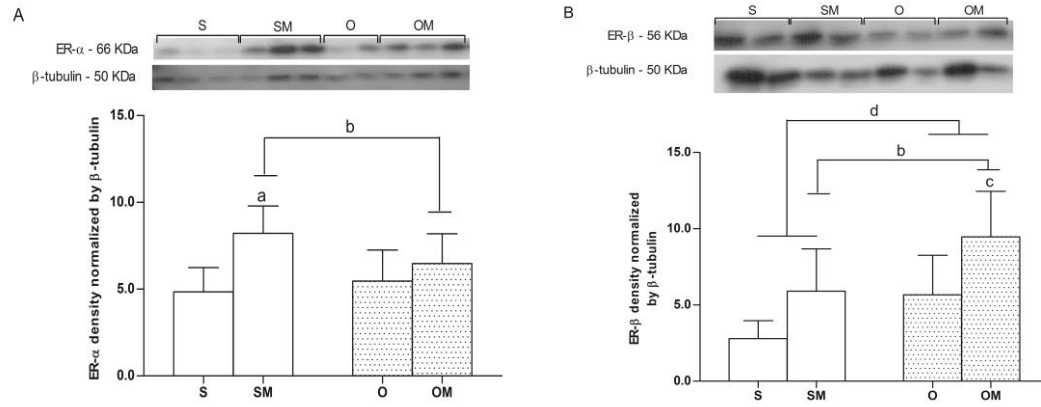 A
S SM O OM
ER-α - 66 KDa
β-tubulin - 50 KDa
ER-α density normalized by β-tubulin
15.0
10.0
5.0
0.0
b
a
S SM O OM
B
S SM O OM
ER-β - 56 KDa
β-tubulin - 50 KDa
ER-β density normalized
by β-tubulin
15.0
10.0
5.0
0.0
d
b
c
S SM O OM